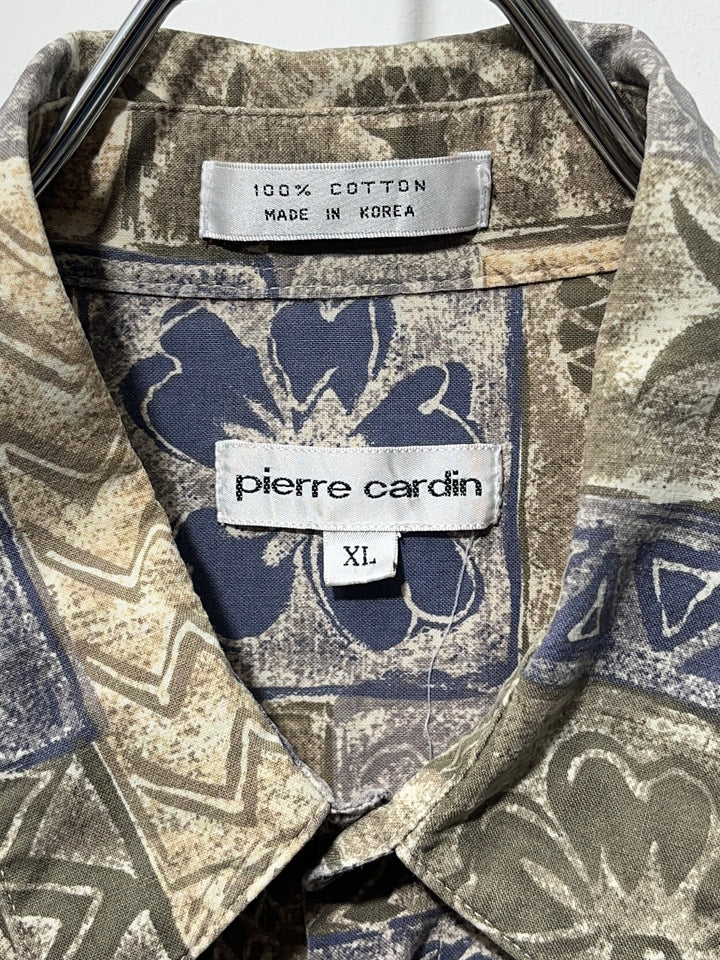 100% COTTON
MADE IN KOREA
pierre cardin
XL